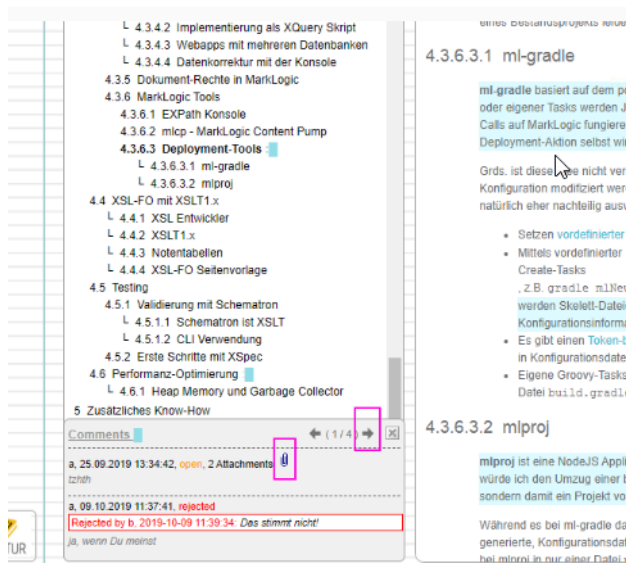 └ 4.3.4.2 Implementierung als XQuery Skript
└ 4.3.4.3 Webapps mit mehreren Datenbanken
└ 4.3.4.4 Datenkorrektur mit der Konsole
4.3.5 Dokument-Rechte in MarkLogic
4.3.6 MarkLogic Tools
4.3.6.1 EXPath Konsole
4.3.6.2 mlcp - MarkLogic Content Pump
4.3.6.3 Deployment-Tools
└ 4.3.6.3.1 ml-gradle
└ 4.3.6.3.2 mlproj
4.4 XSL-FO mit XSLT1.x
└ 4.4.1 XSL Entwickler
└ 4.4.2 XSLT1.x
└ 4.4.3 Notentabellen
└ 4.4.4 XSL-FO Seitenvorlage
4.5 Testing
4.5.1 Validierung mit Schematron
└ 4.5.1.1 Schematron ist XSLT
└ 4.5.1.2 CLI Verwendung
4.5.2 Erste Schritte mit XSpec
4.6 Performanz-Optimierung
└ 4.6.1 Heap Memory und Garbage Collector
5 Zusätzliches Know-How
Comments
( 1 / 4 )
a, 25.09.2019 13:34:42, open, 2 Attachments
tzhth
a, 09.10.2019 11:37:41, rejected
Rejected by b, 2019-10-09 11:39:34: Das stimmt nicht!
ja, wenn Du meinst
TUR
eines Bestandsprojekts
4.3.6.3.1 ml-gradle
ml-gradle basiert auf dem
oder eigener Tasks werden J
Calls auf MarkLogic fungiere
Deployment-Aktion selbst
Grds. ist nicht
Konfiguration modifiziert
natürlich eher nachteilig
• Setzen vordefinierter
• Mittels vordefinierter
Create-Tasks
, z.B. gradle mlNe
werden Skelett-Datei
Konfigurationsinforma
• Es gibt einen Token-
in Konfigurationsdate
• Eigene Groovy-Tasks
Datei build.gradl
4.3.6.3.2 mlproj
mlproj ist eine NodeJS Appli
würde ich den Umzug einer
sondern damit ein Projekt
Während es bei ml-gradle
generierte, Konfigurationsdat
bei mlproj in nur einer Datei